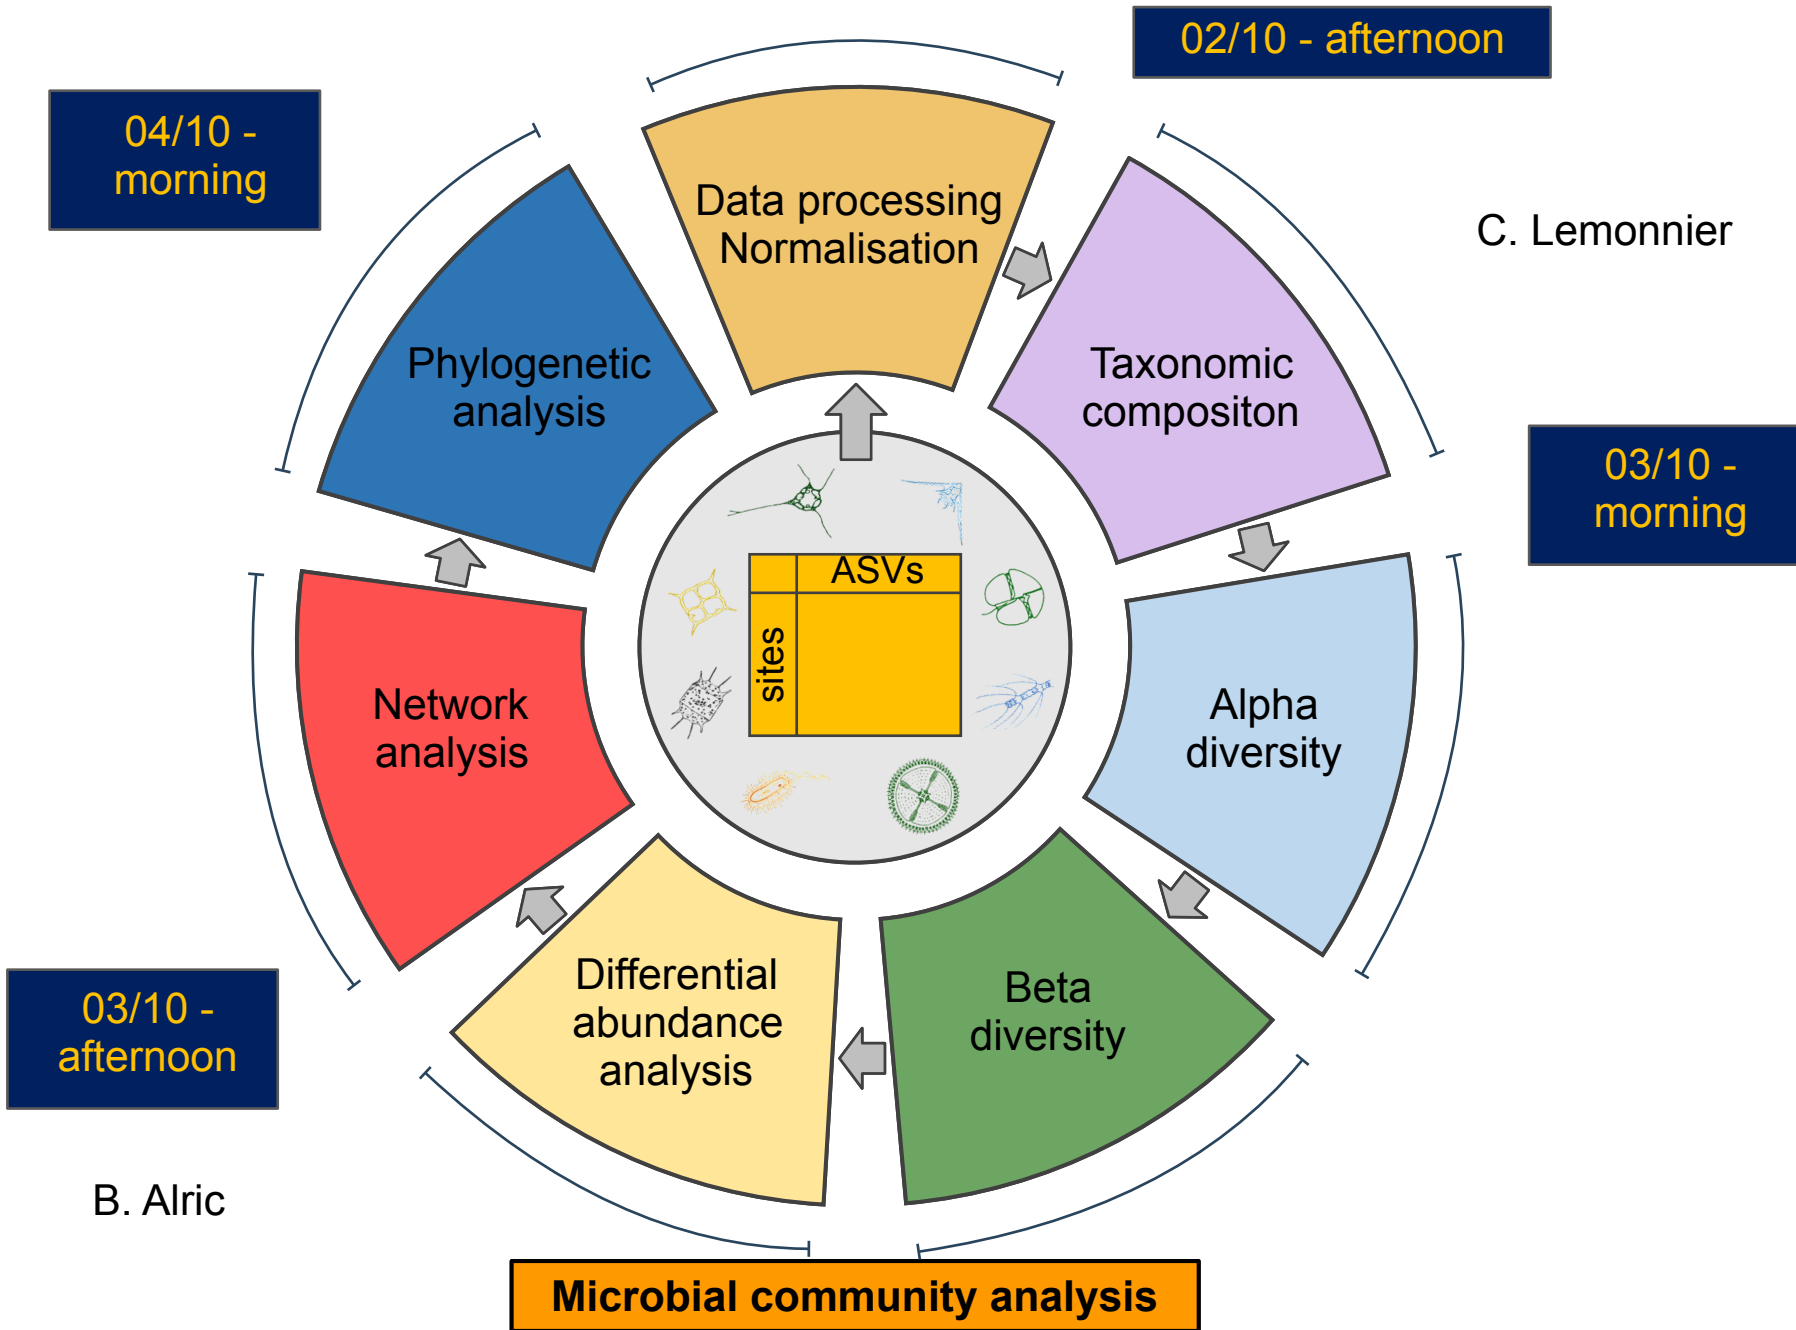 02/10 - afternoon
04/10 -
morning
Data processing
Normalisation
C. Lemonnier
Phylogenetic
analysis
Taxonomic
compositon
03/10 -
morning
ASVs
sites
Network
analysis
Alpha
diversity
Differential
abundance
analysis
Beta
diversity
03/10 -
afternoon
B. Alric
Microbial community analysis